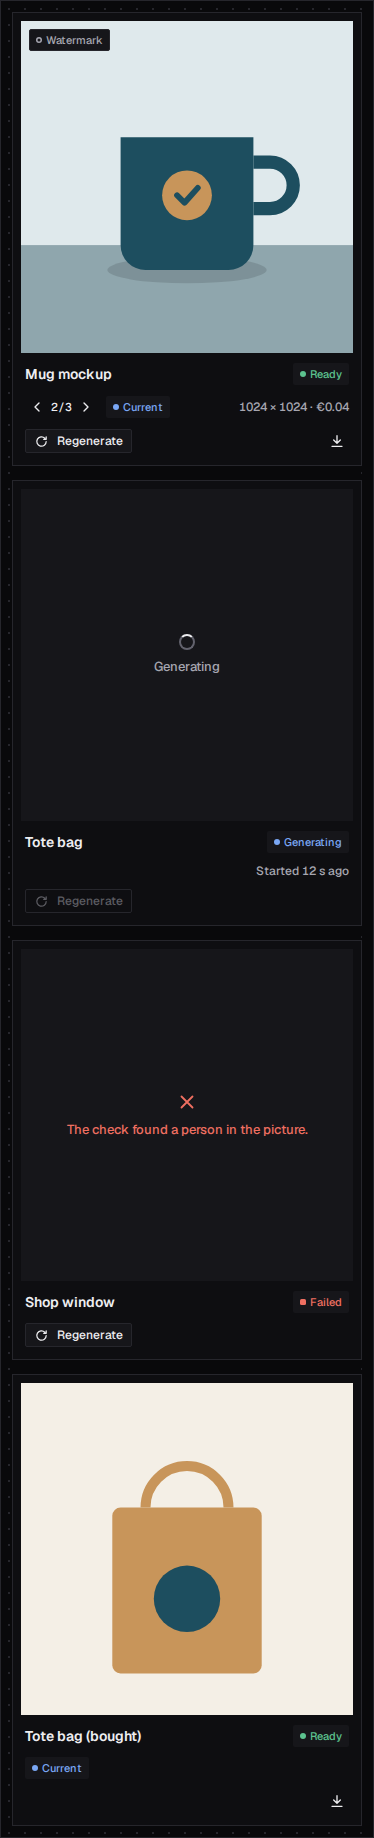 Watermark
Mug mockup
Ready
2/3
Current
1024 × 1024 · €0.04
Regenerate
Generating
Tote bag
Generating
Started 12 s ago
Regenerate
The check found a person in the picture.
Shop window
Failed
Regenerate
Tote bag (bought)
Ready
Current